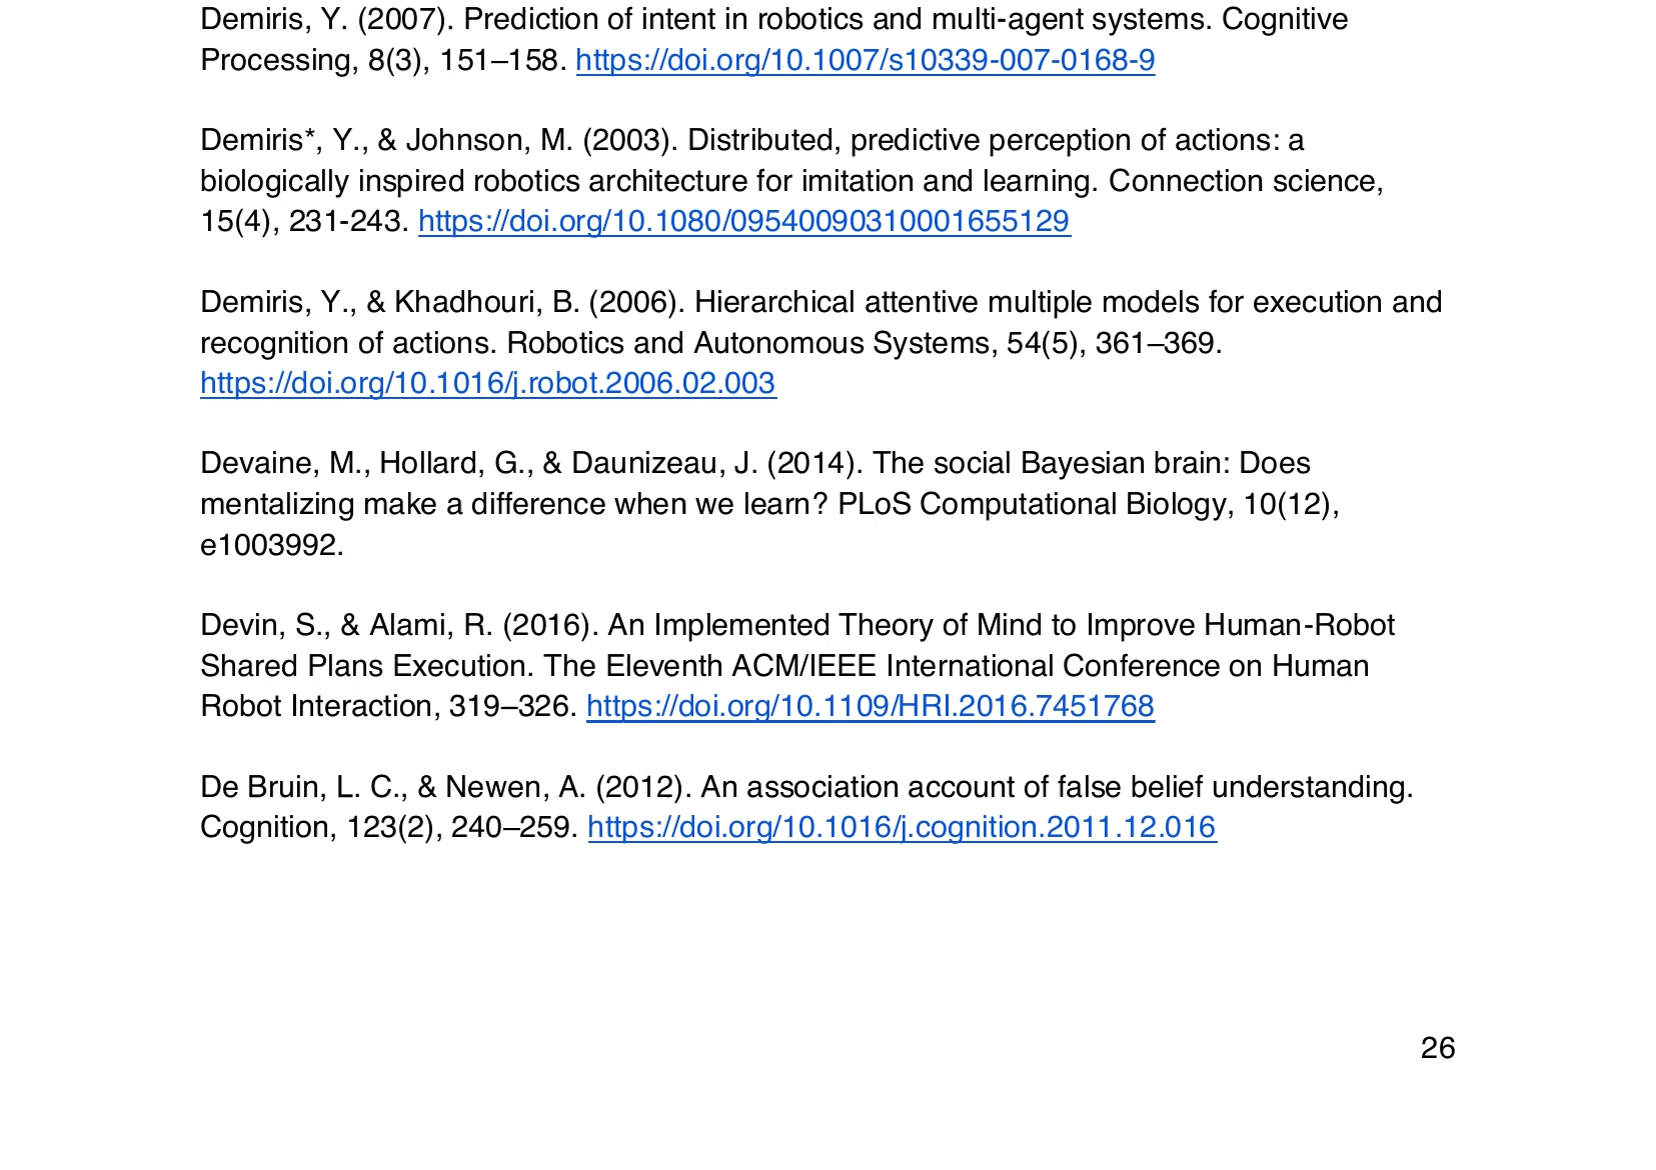 Demiris, Y. (2007). Prediction of intent in robotics and multi-agent systems. Cognitive
Processing, 8(3), 151–158. https://doi.org/10.1007/s10339-007-0168-9
Demiris*, Y., & Johnson, M. (2003). Distributed, predictive perception of actions: a
biologically inspired robotics architecture for imitation and learning. Connection science,
15(4), 231-243. https://doi.org/10.1080/09540090310001655129
Demiris, Y., & Khadhouri, B. (2006). Hierarchical attentive multiple models for execution and
recognition of actions. Robotics and Autonomous Systems, 54(5), 361–369.
https://doi.org/10.1016/j.robot.2006.02.003
Devaine, M., Hollard, G., & Daunizeau, J. (2014). The social Bayesian brain: Does
mentalizing make a difference when we learn? PLoS Computational Biology, 10(12),
e1003992.
Devin, S., & Alami, R. (2016). An Implemented Theory of Mind to Improve Human-Robot
Shared Plans Execution. The Eleventh ACM/IEEE International Conference on Human
Robot Interaction, 319–326. https://doi.org/10.1109/HRI.2016.7451768
De Bruin, L. C., & Newen, A. (2012). An association account of false belief understanding.
Cognition, 123(2), 240–259. https://doi.org/10.1016/j.cognition.2011.12.016
26